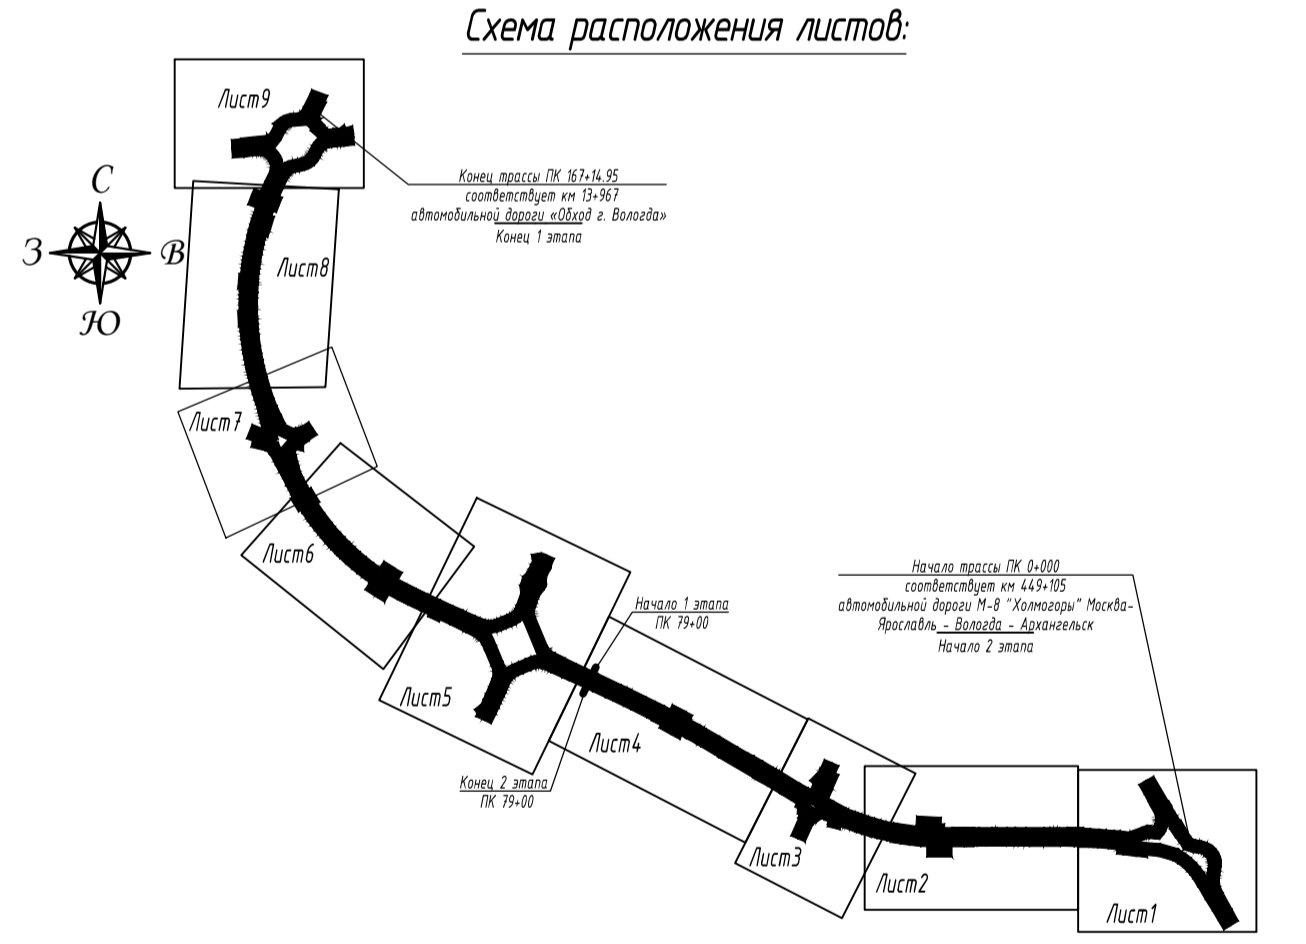 Схема расположения листов:
Лист9
Конец трассы ПК 167+14.95
соответствует км 13+967
автомобильной дороги «Обход г. Вологда»
Конец 1 этапа
С
З
В
Ю
Лист8
Лист7
Лист6
Лист5
Начало 1 этапа
ПК 79+00
Начало трассы ПК 0+000
соответствует км 449+105
автомобильной дороги М-8 "Холмогоры" Москва-
Ярославль - Вологда - Архангельск
Начало 2 этапа
Лист4
Конец 2 этапа
ПК 79+00
Лист3
Лист2
Лист1